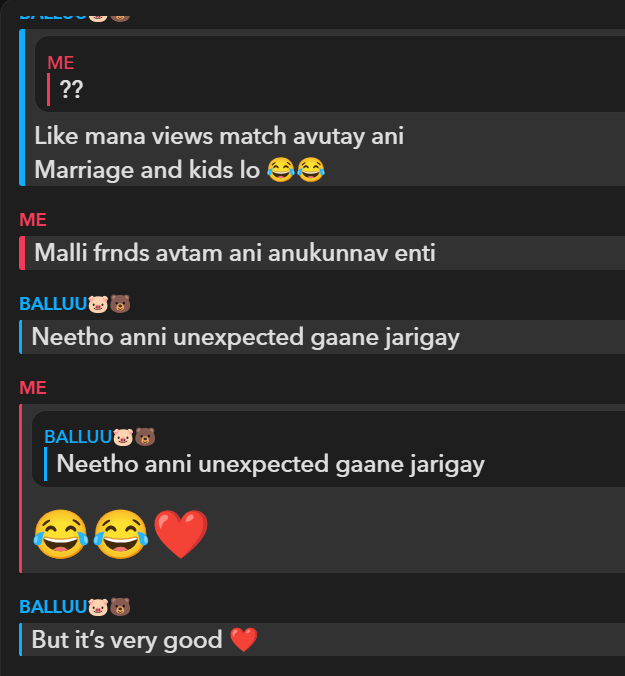 BALLUU🐷🐻
ME
??
Like mana views match avutay ani
Marriage and kids lo 😂😂
ME
Malli frnds avtam ani anukunnav enti
BALLUU🐷🐻
Neetho anni unexpected gaane jarigay
ME
BALLUU🐷🐻
Neetho anni unexpected gaane jarigay
😂😂❤️
BALLUU🐷🐻
But it’s very good ❤️